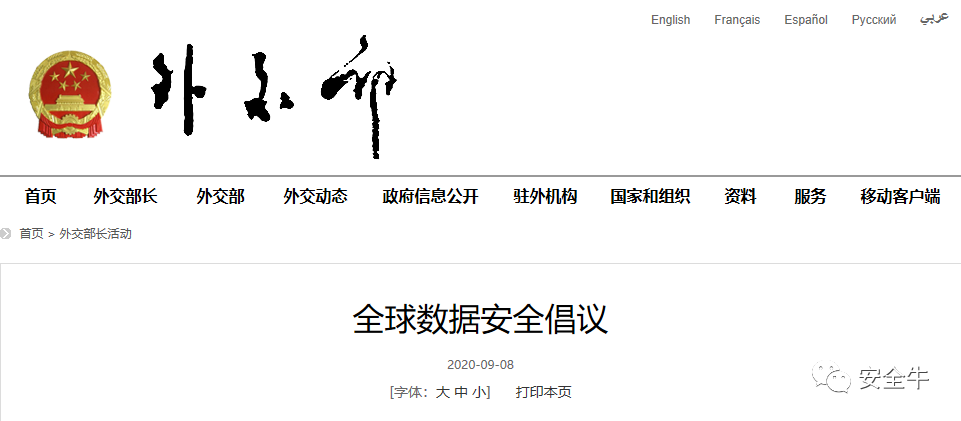 English Français Español Русский عربي
外交部
首页 外交部长 外交部 外交动态 政府信息公开 驻外机构 国家和组织 资料 服务 移动客户端
首页 > 外交部长活动
全球数据安全倡议
2020-09-08
[字体：大 中 小] 打印本页
安全牛